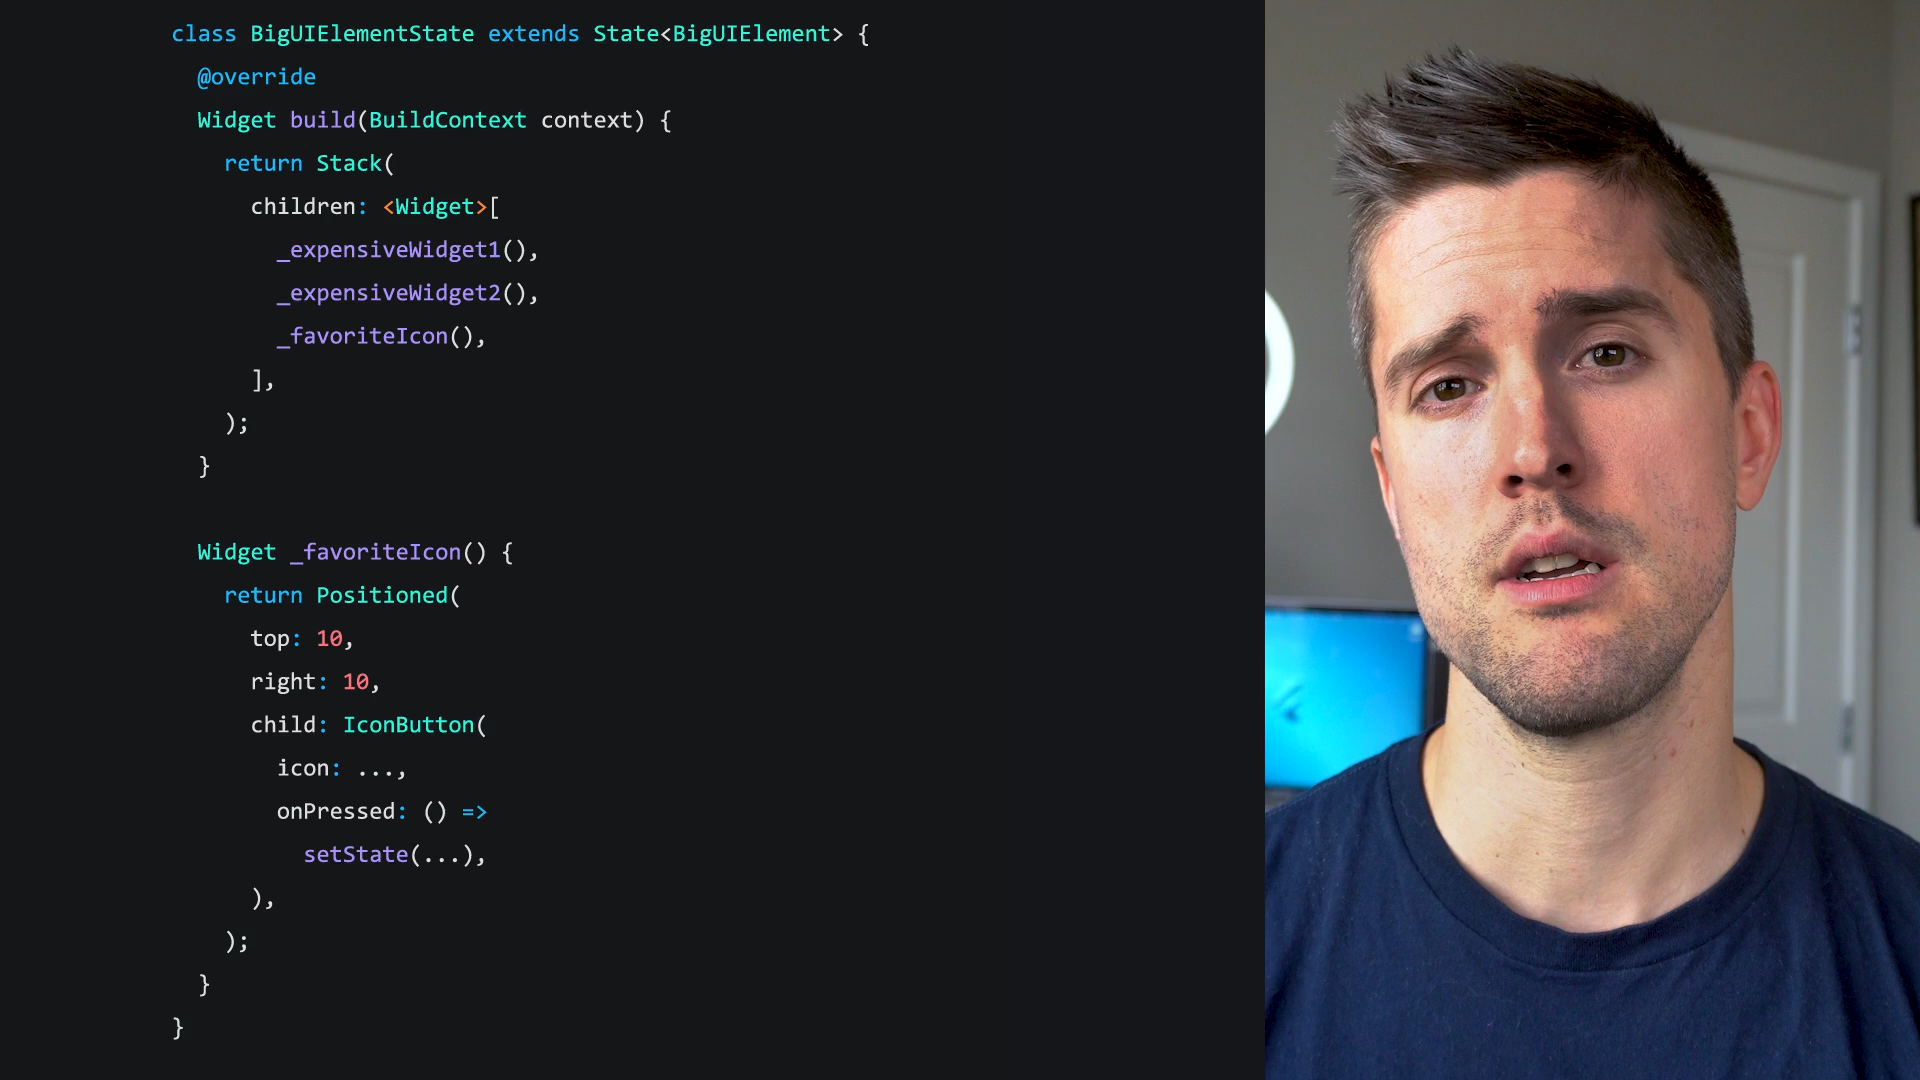 class BigUIElementState extends State<BigUIElement> {
@override
Widget build(BuildContext context) {
return Stack(
children: <Widget>[
_expensiveWidget1(),
_expensiveWidget2(),
_favoriteIcon(),
],
);
}
Widget _favoriteIcon() {
return Positioned(
top: 10,
right: 10,
child: IconButton(
icon: ...,
onPressed: () =>
setState(...),
),
);
}
}